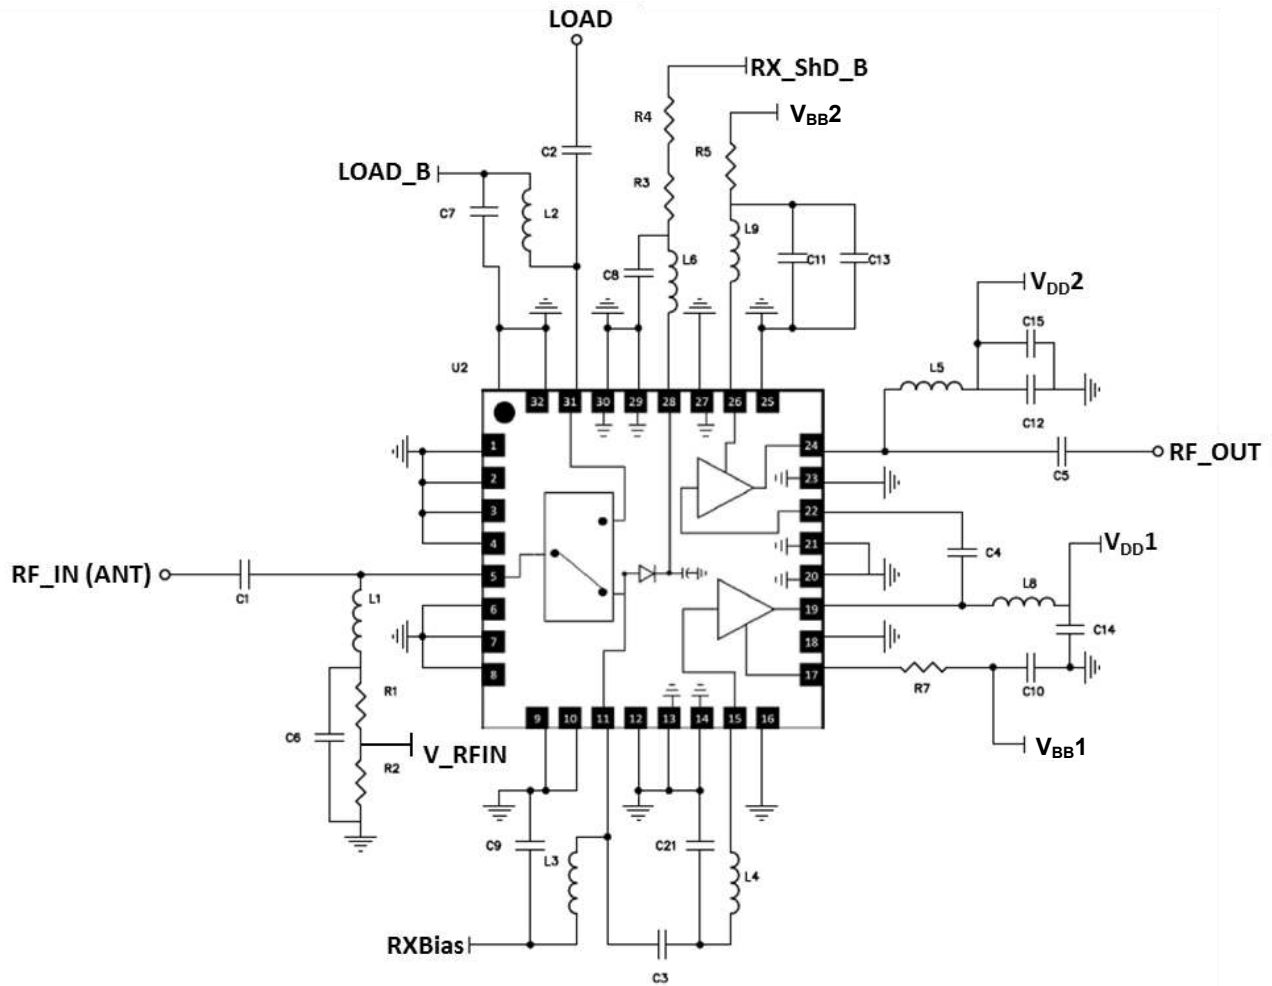 LOAD
RX_ShD_B
R4
VBB2
C2
R5
LOAD_B
R3
C7
L2
L9
L6
C8
C11
C13
VDD2
C15
U2
L5
C12
32
31
30
29
28
27
26
25
1
24
RF_OUT
C5
2
23
3
22
4
21
C4
VDD1
RF_IN (ANT)
5
20
C1
L1
L8
6
19
C14
7
18
8
17
R7
C10
R1
9
10
11
12
13
14
15
16
C6
V_RFIN
R2
VBB1
C9
L3
C21
L4
RXBias
C3